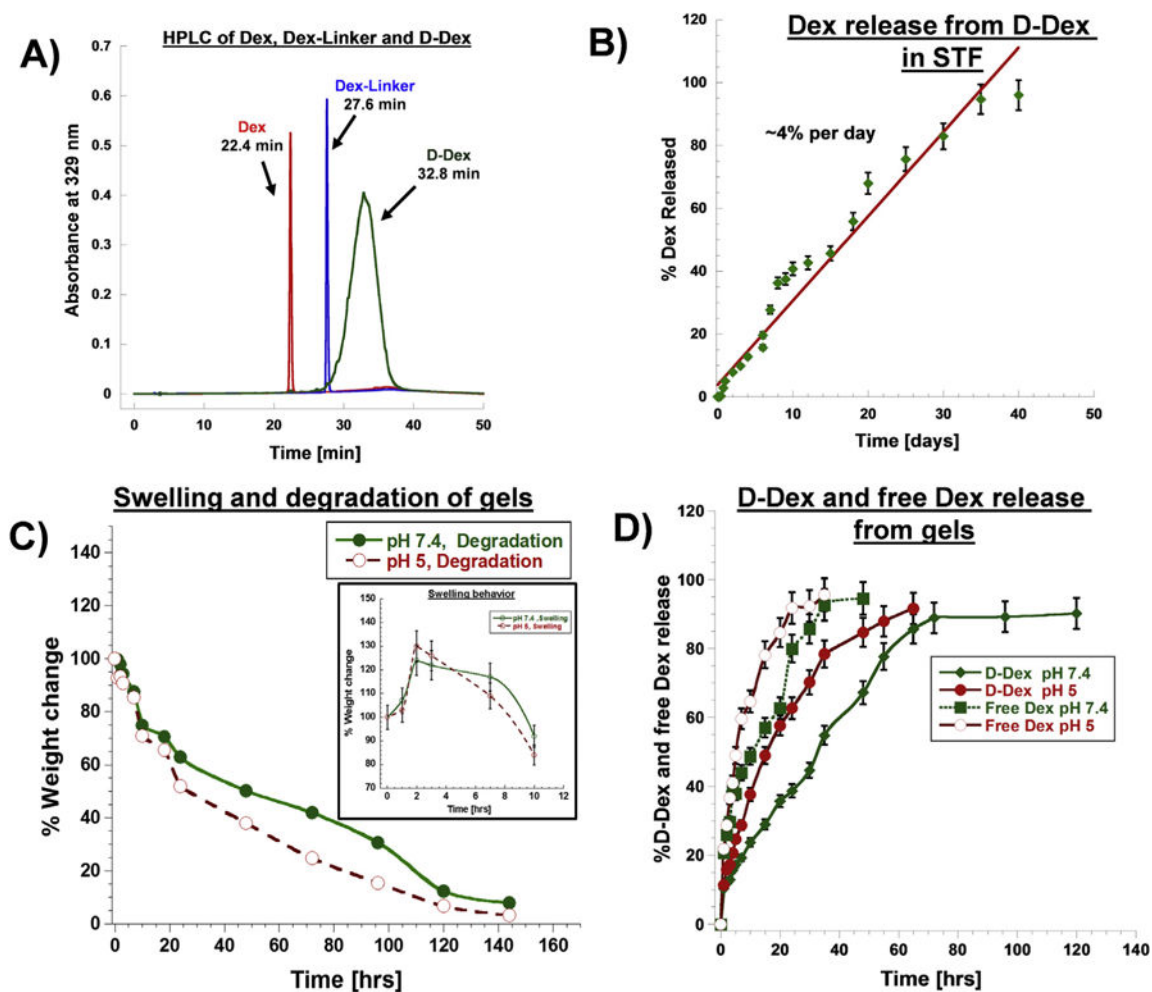 A)
HPLC of Dex, Dex-Linker and D-Dex
0.7
0.6
0.5
0.4
0.3
0.2
0.1
0
Absorbance at 329 nm
Dex
22.4 min
Dex-Linker
27.6 min
D-Dex
32.8 min
0 10 20 30 40 50
Time [min]
B)
Dex release from D-Dex
in STF
120
100
80
60
40
20
0
% Dex Released
~4% per day
0 10 20 30 40 50
Time [days]
C)
Swelling and degradation of gels
140
120
100
80
60
40
20
0
% Weight change
pH 7.4, Degradation
pH 5, Degradation
Swelling behavior
pH 7.4 ,Swelling
pH 5, Swelling
150
140
130
120
110
100
90
80
70
% Weight change
0 2 4 6 8 10 12
Time [hrs]
0 20 40 60 80 100 120 140 160
Time [hrs]
D)
D-Dex and free Dex release
from gels
120
100
80
60
40
20
0
%D-Dex and free Dex release
D-Dex pH 7.4
D-Dex pH 5
Free Dex pH 7.4
Free Dex pH 5
0 20 40 60 80 100 120 140
Time [hrs]